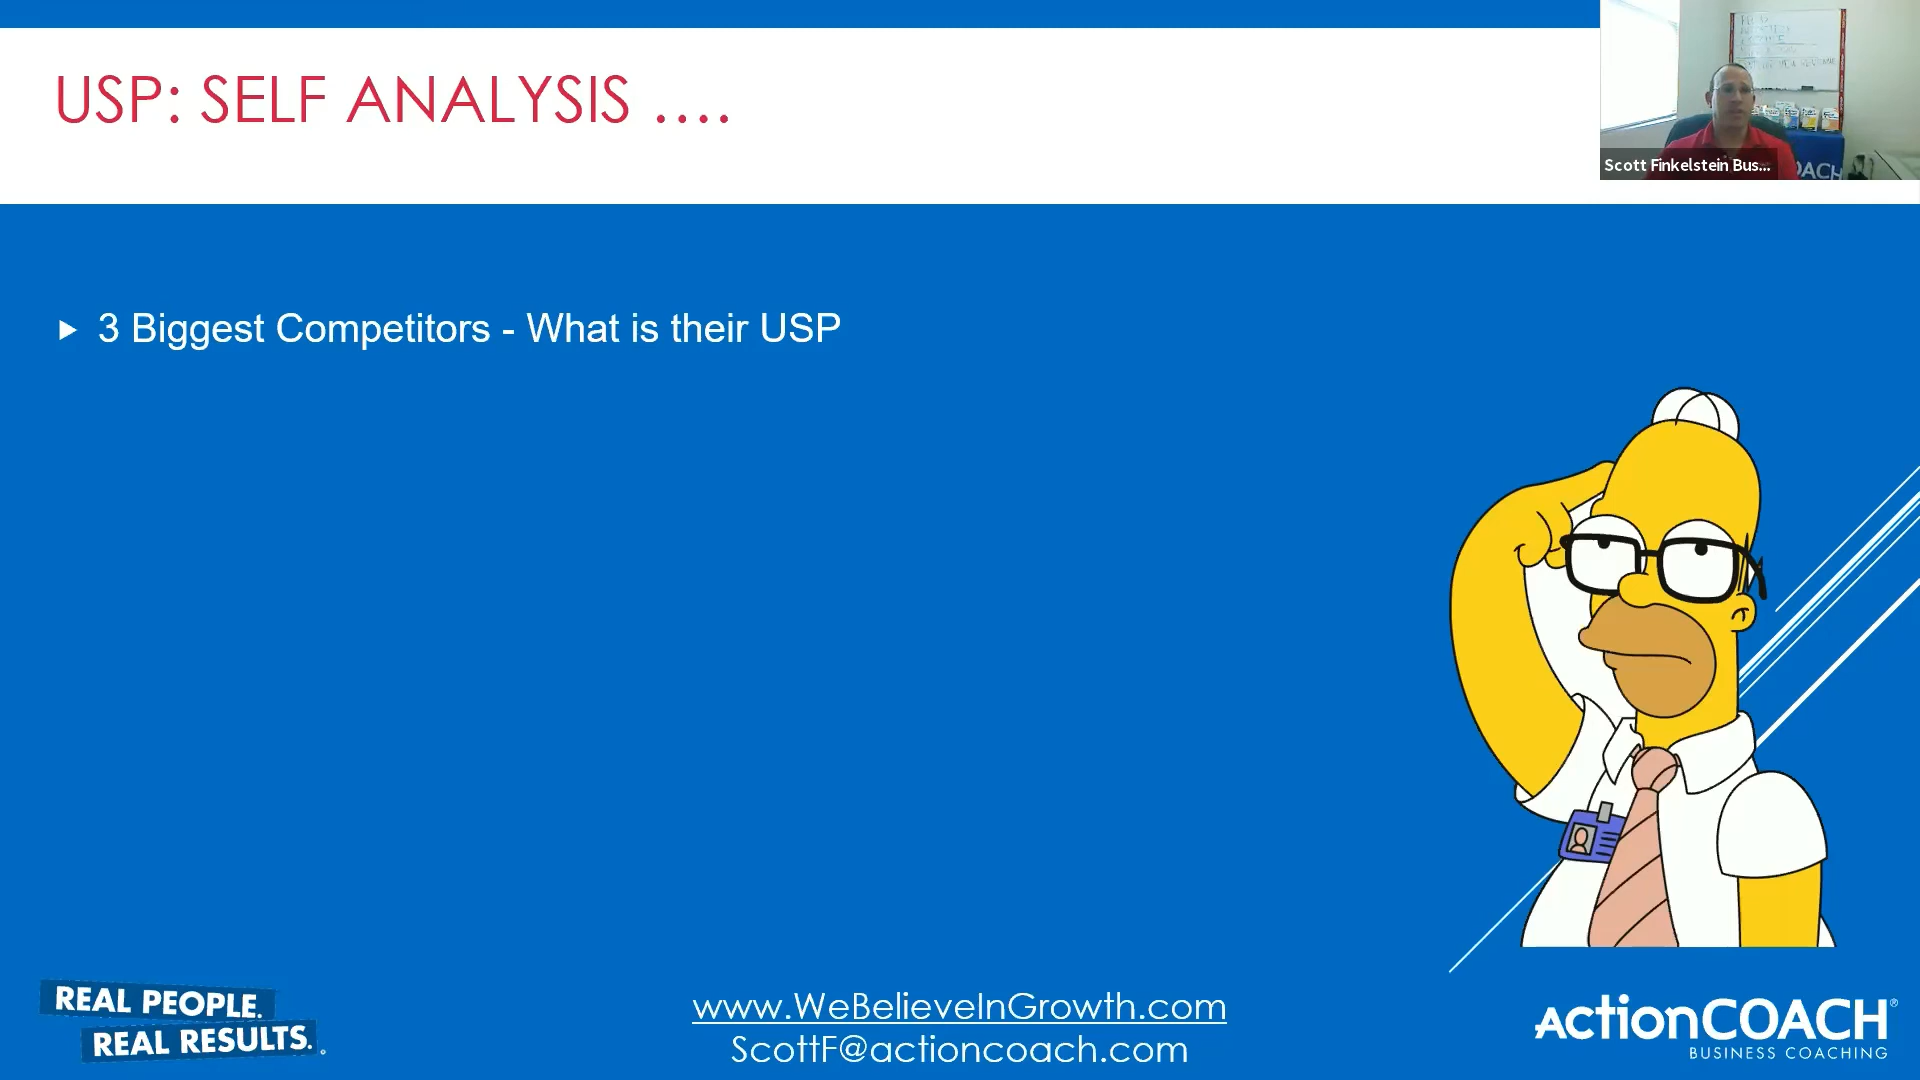 USP: SELF ANALYSIS ....
Scott Finkelstein Bus...
COACH
3 Biggest Competitors - What is their USP
REAL PEOPLE.
REAL RESULTS.
www.WeBelieveInGrowth.com
ScottF@actioncoach.com
ActionCOACH®
BUSINESS COACHING